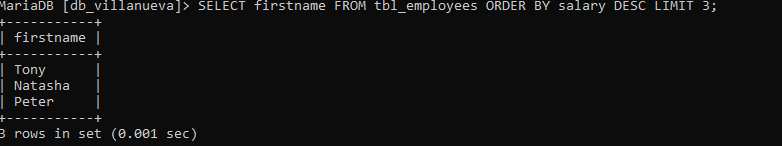 MariaDB [db_villanueva]> SELECT firstname FROM tbl_employees ORDER BY salary DESC LIMIT 3;
+-----------+
| firstname |
+-----------+
| Tony      |
| Natasha   |
| Peter     |
+-----------+
3 rows in set (0.001 sec)